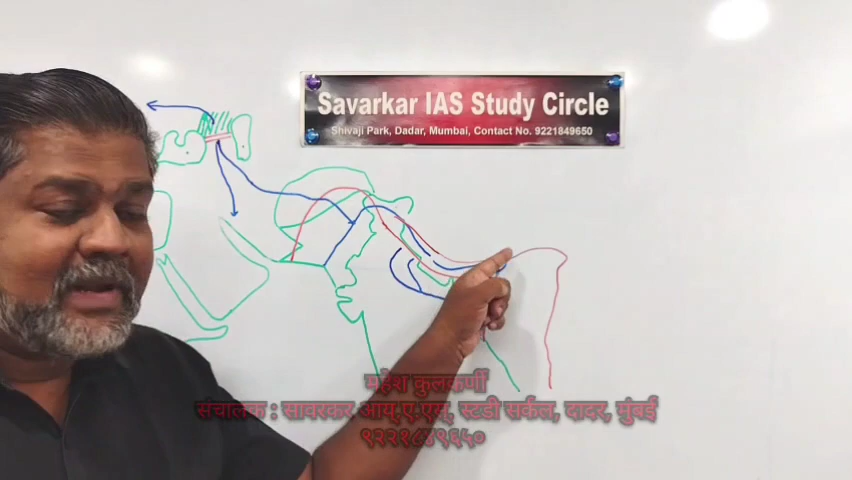 Savarkar IAS Study Circle
Shivaji Park, Dadar, Mumbai, Contact No. 9221849650
महेश कुलकर्णी
संचालक : सावरकर आय्.ए.एस्. स्टडी सर्कल, दादर, मुंबई
९२२१८४९६५०